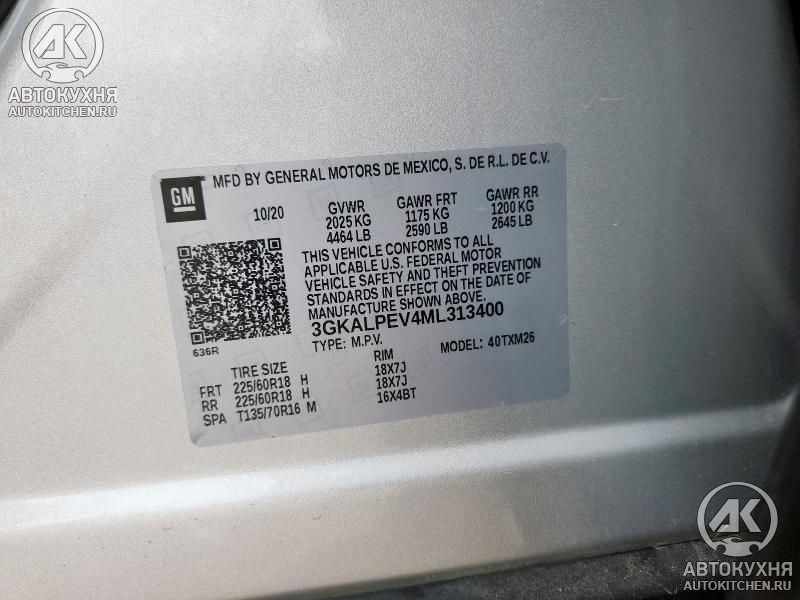 AK
АВТОКУХНЯ
AUTOKITCHEN.RU
GM
MFD BY GENERAL MOTORS DE MEXICO, S. DE R.L. DE C.V.
10/20 GVWR GAWR FRT GAWR RR
2025 KG 1175 KG 1200 KG
4464 LB 2590 LB 2645 LB
THIS VEHICLE CONFORMS TO ALL
APPLICABLE U.S. FEDERAL MOTOR
VEHICLE SAFETY AND THEFT PREVENTION
STANDARDS IN EFFECT ON THE DATE OF
MANUFACTURE SHOWN ABOVE.
3GKALPEV4ML313400
636R
TYPE: M.P.V. MODEL: 40TXM26
TIRE SIZE RIM
FRT 225/60R18 H 18X7J
RR 225/60R18 H 18X7J
SPA T135/70R16 M 16X4BT
AK
АВТОКУХНЯ
AUTOKITCHEN.RU